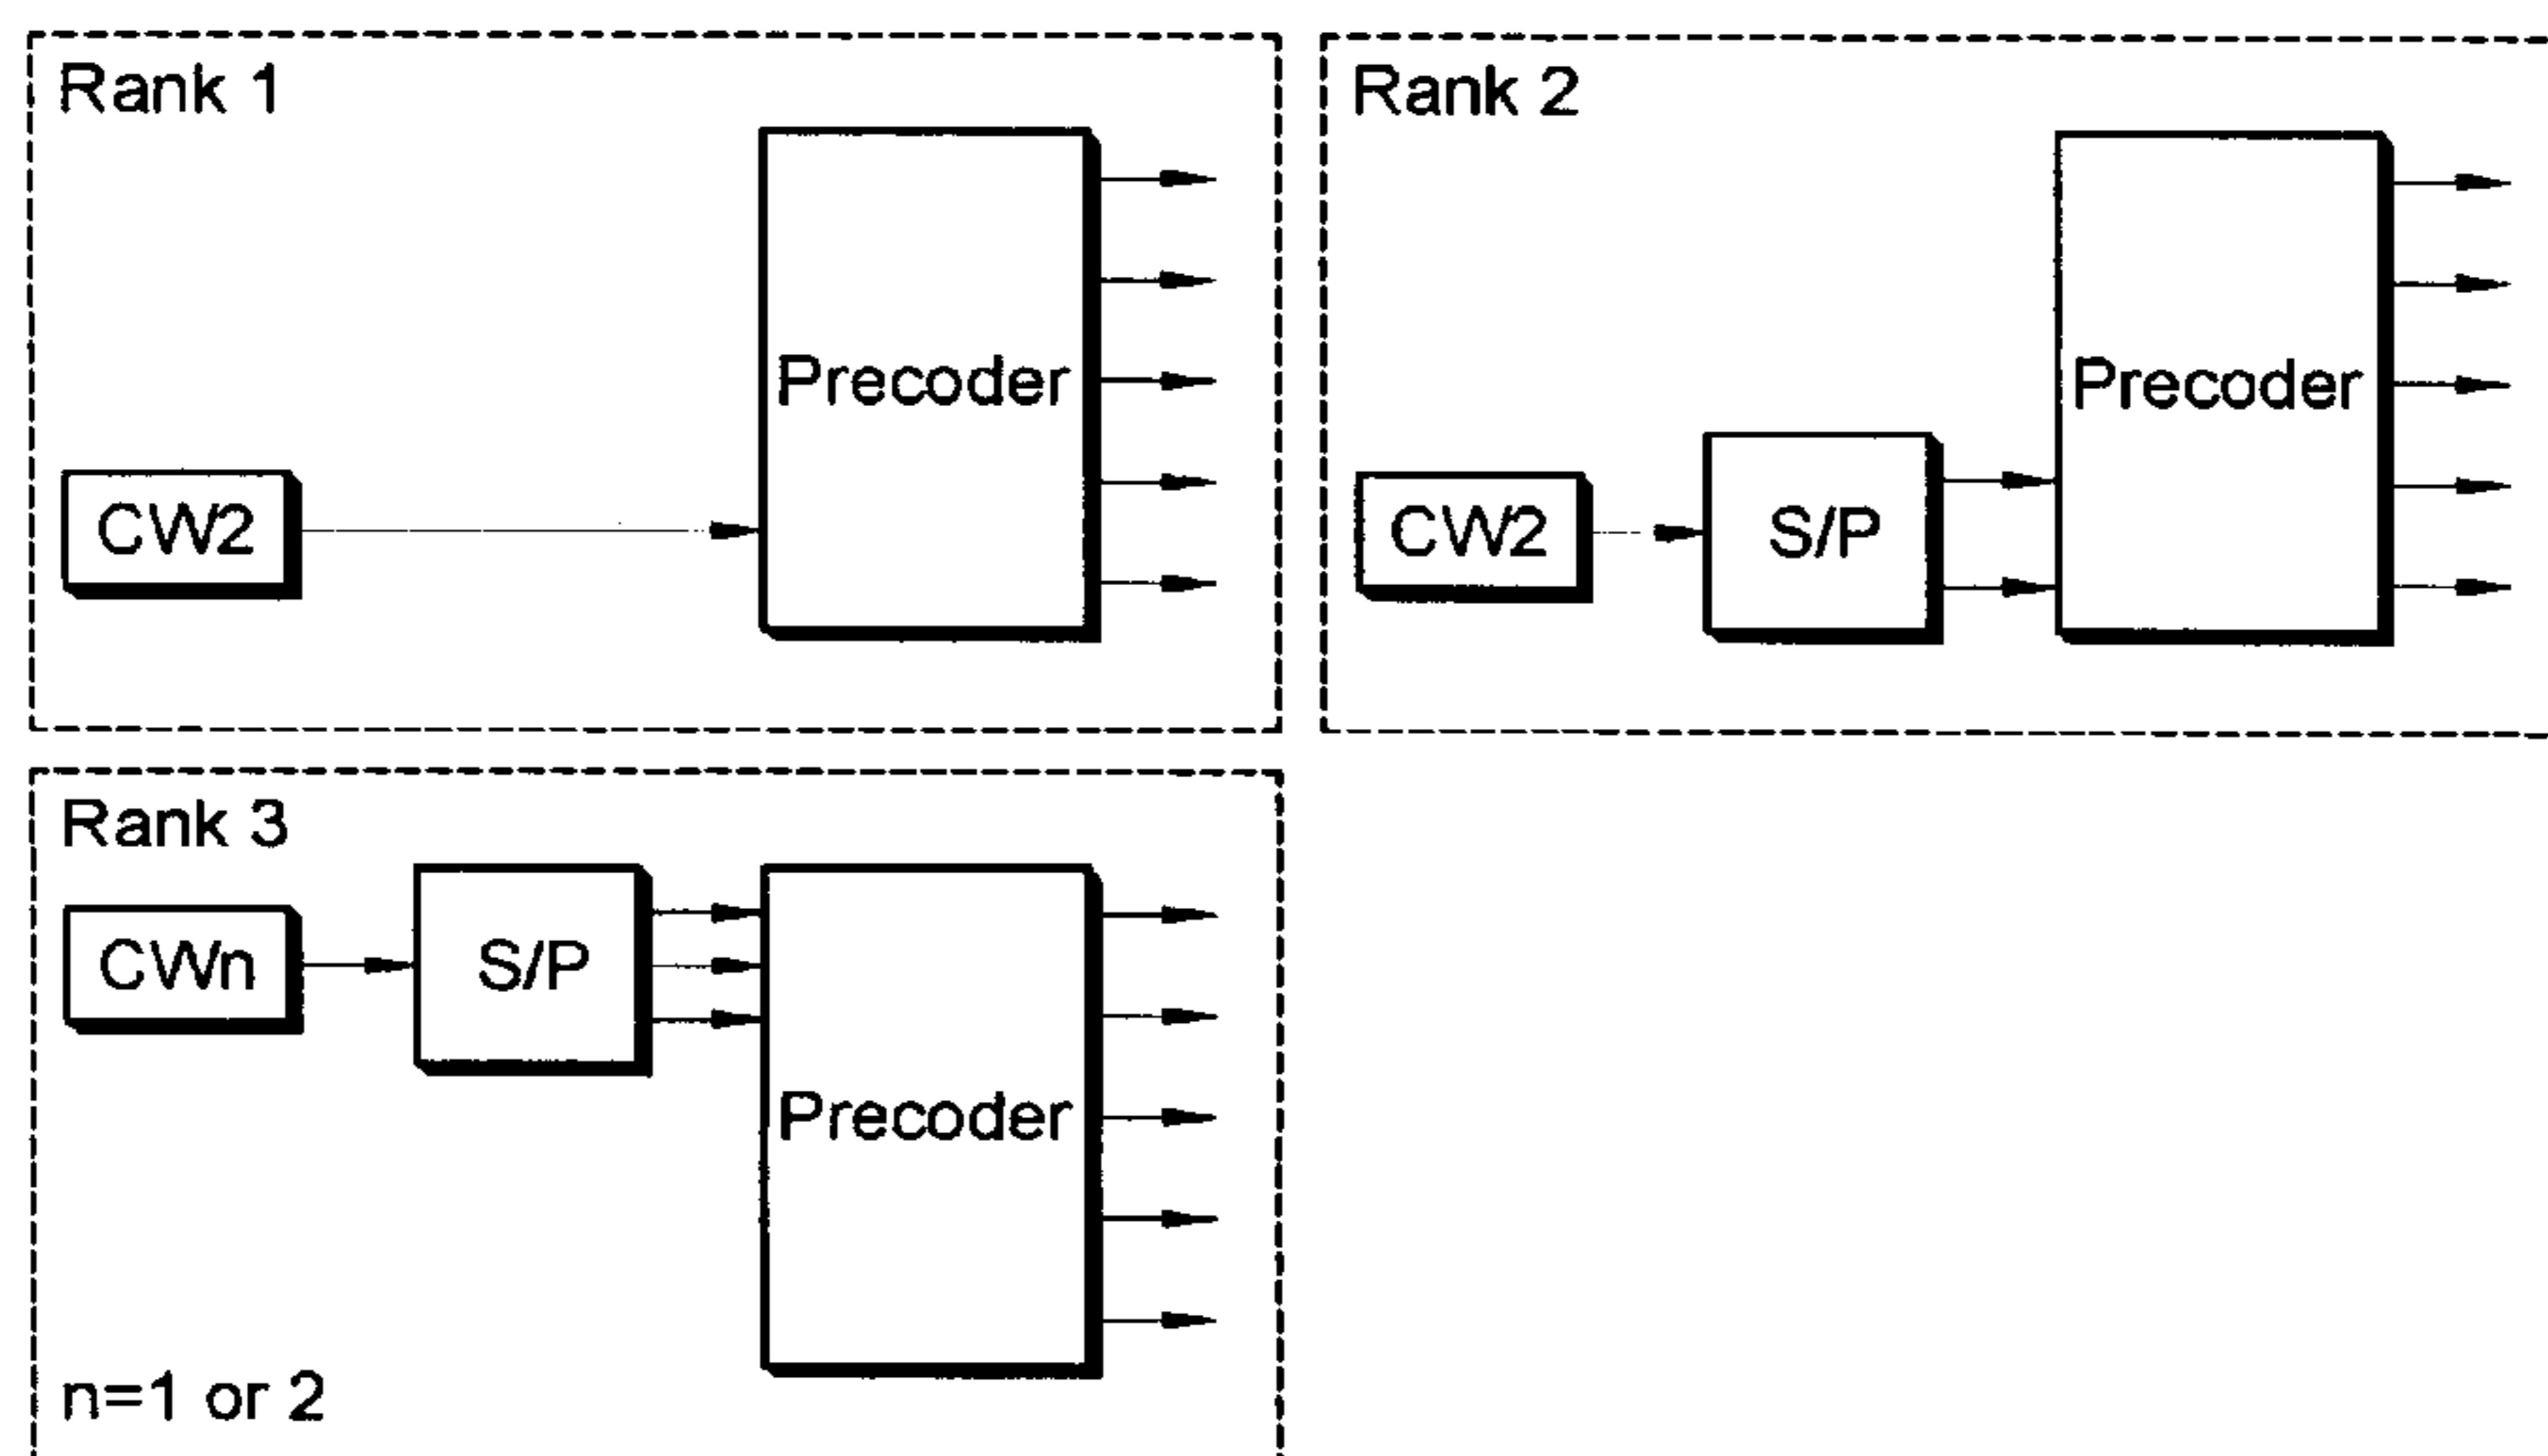 Rank 1
Precoder
CW2
Rank 2
Precoder
CW2
S/P
Rank 3
CWn
S/P
Precoder
n=1 or 2